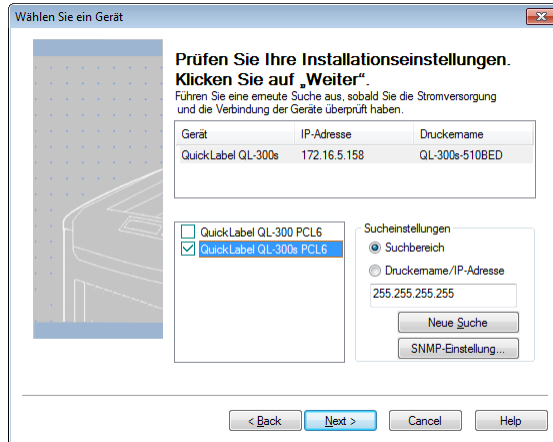 Wählen Sie ein Gerät
Prüfen Sie Ihre Installationseinstellungen.
Klicken Sie auf „Weiter“.
Führen Sie eine erneute Suche aus, sobald Sie die Stromversorgung
und die Verbindung der Geräte überprüft haben.
Gerät IP-Adresse Druckername
QuickLabel QL-300s 172.16.5.158 QL-300s-510BED
QuickLabel QL-300 PCL6
QuickLabel QL-300s PCL6
Sucheinstellungen
Suchbereich
Druckername/IP-Adresse
255.255.255.255
Neue Suche
SNMP-Einstellung...
< Back Next > Cancel Help